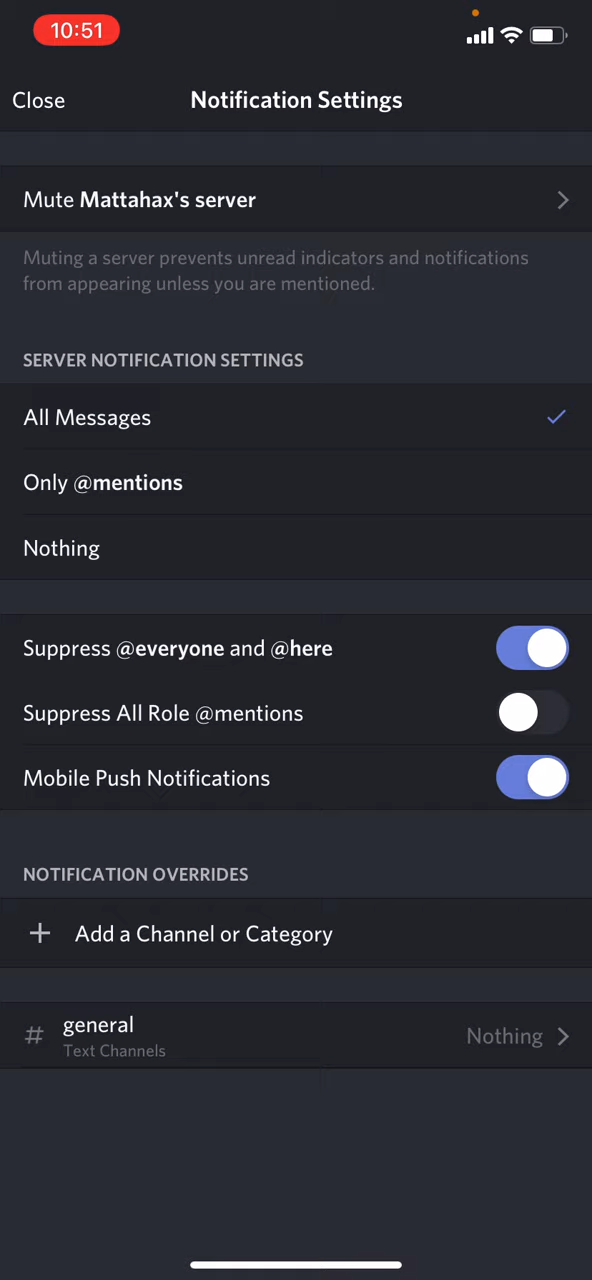 10:51
Close
Notification Settings
Mute Mattahax's server
Muting a server prevents unread indicators and notifications
from appearing unless you are mentioned.
SERVER NOTIFICATION SETTINGS
All Messages
Only @mentions
Nothing
Suppress @everyone and @here
Suppress All Role @mentions
Mobile Push Notifications
NOTIFICATION OVERRIDES
Add a Channel or Category
general
Text Channels
Nothing